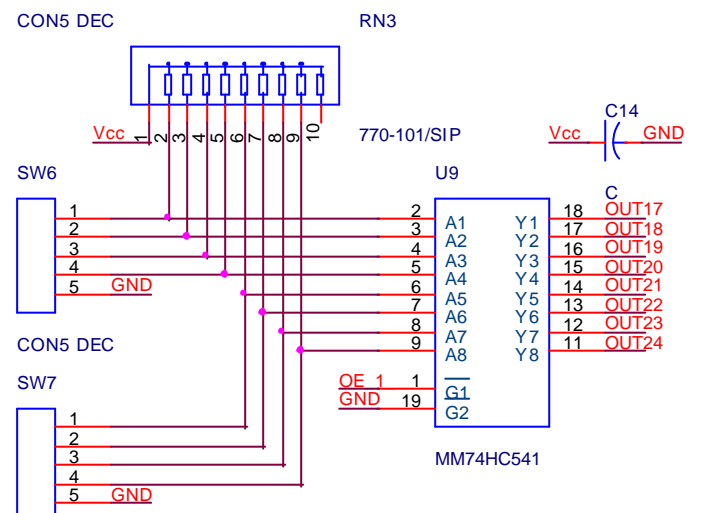 CON5 DEC
RN3
Vcc
1
2
3
4
5
6
7
8
9
10
770-101/SIP
Vcc
C14
GND
C
SW6
1
2
3
4
5 GND
CON5 DEC
U9
2 A1 Y1 18 OUT17
3 A2 Y2 17 OUT18
4 A3 Y3 16 OUT19
5 A4 Y4 15 OUT20
6 A5 Y5 14 OUT21
7 A6 Y6 13 OUT22
8 A7 Y7 12 OUT23
9 A8 Y8 11 OUT24
OE_1 1 G1
GND 19 G2
MM74HC541
SW7
1
2
3
4
5 GND